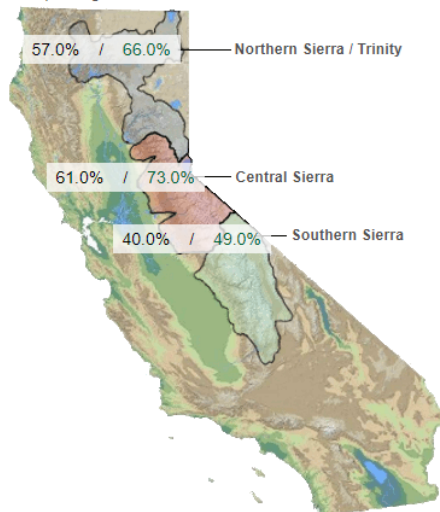 57.0% / 66.0% Northern Sierra / Trinity
61.0% / 73.0% Central Sierra
40.0% / 49.0% Southern Sierra